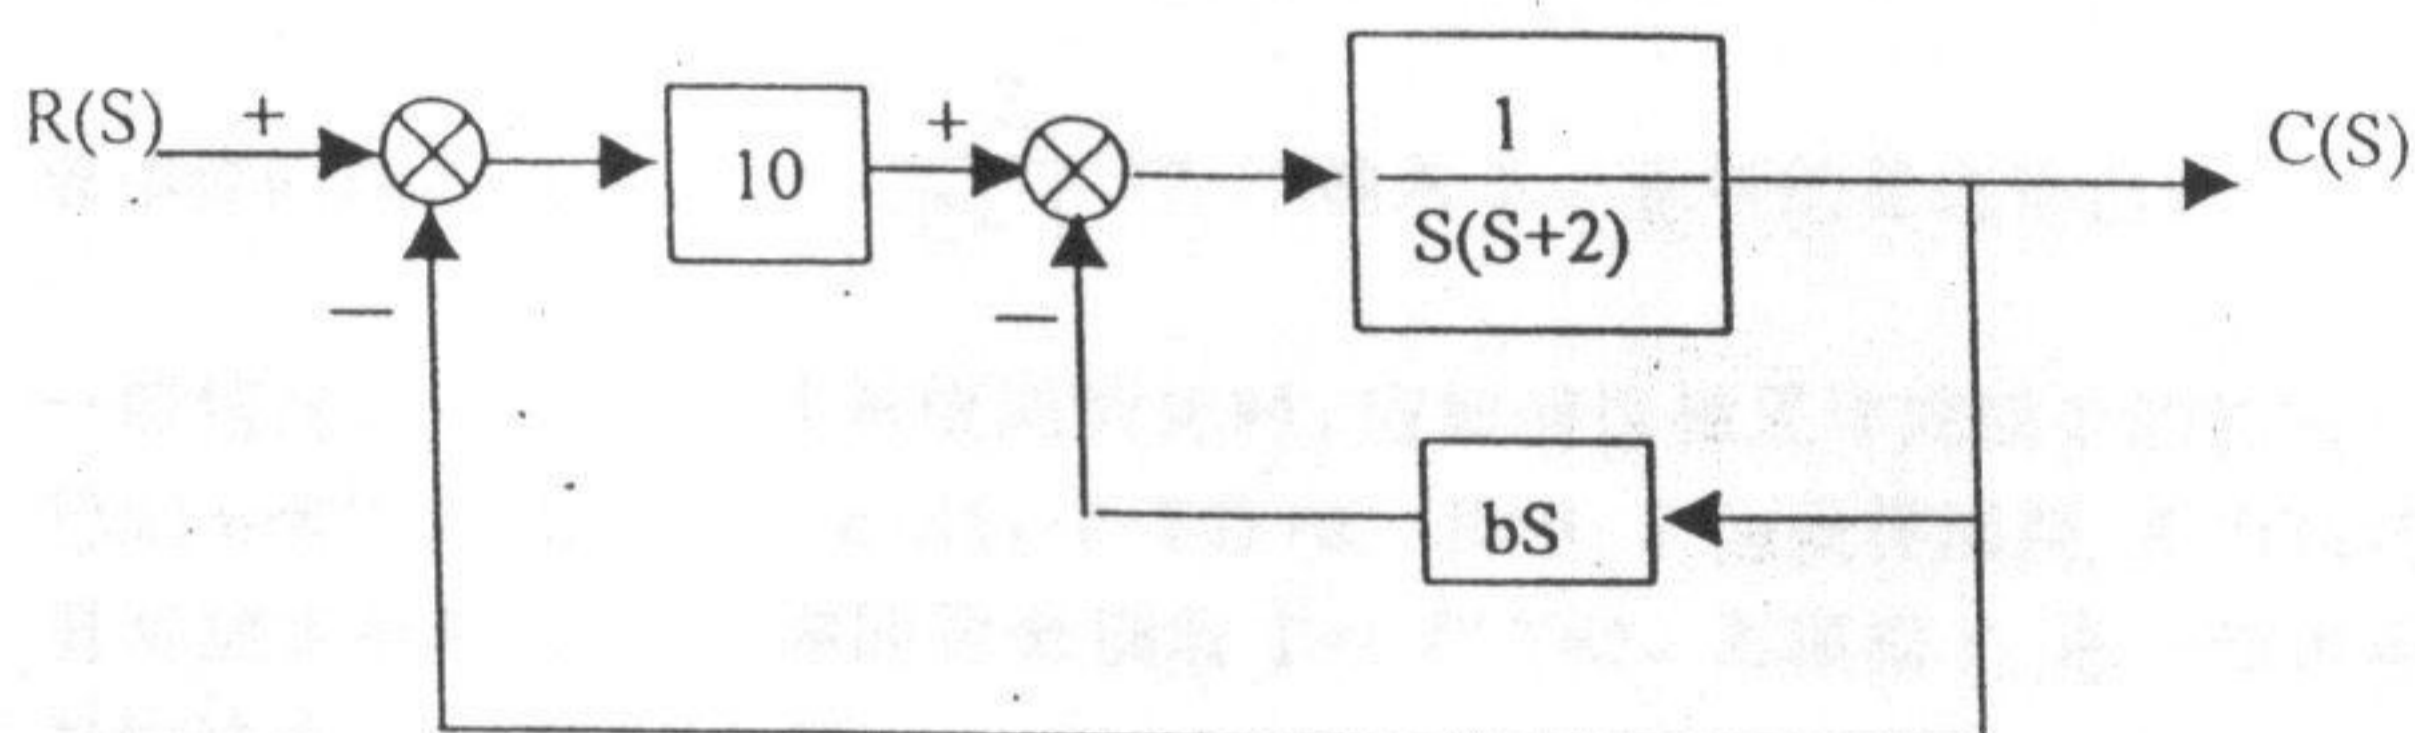 R(S)
+
10
+
1
S(S+2)
C(S)
—
—
bS